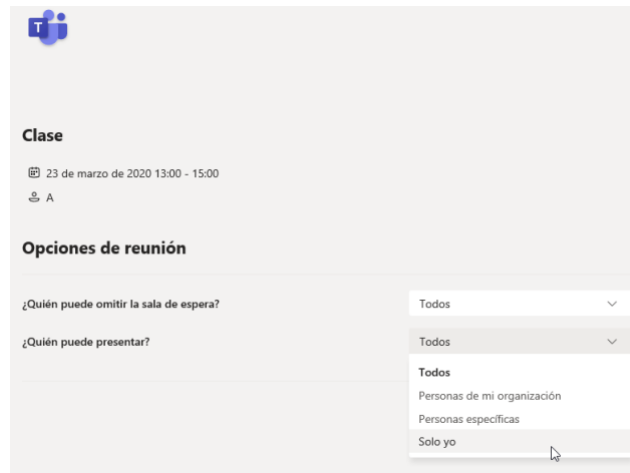 T
Clase
23 de marzo de 2020 13:00 - 15:00
A
Opciones de reunión
¿Quién puede omitir la sala de espera? Todos
¿Quién puede presentar? Todos
Todos
Personas de mi organización
Personas específicas
Solo yo